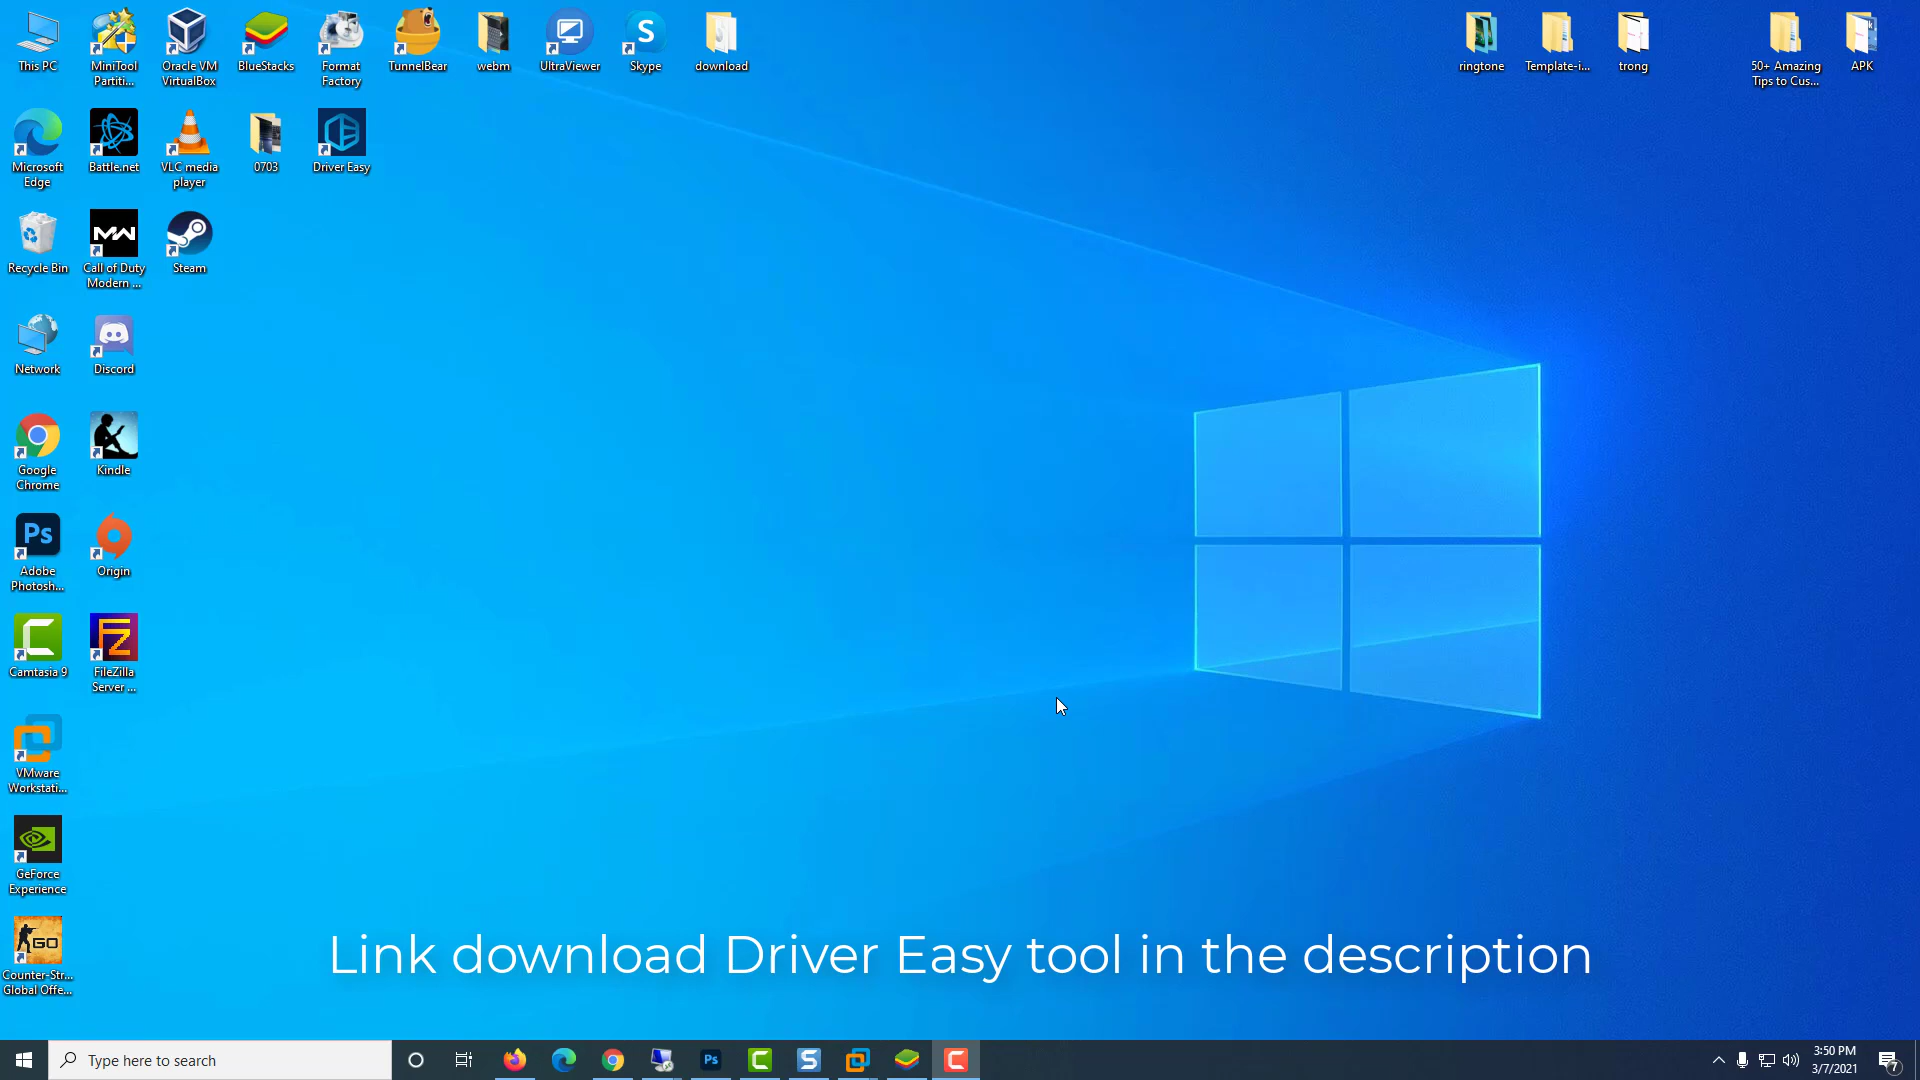 This PC
MiniTool
Partiti...
Oracle VM
VirtualBox
BlueStacks
Format
Factory
TunnelBear
webm
UltraViewer
Skype
download
ringtone
Template-i...
trong
50+ Amazing
Tips to Cus...
APK
Microsoft
Edge
Battle.net
VLC media
player
0703
Driver Easy
Recycle Bin
Call of Duty
Modern ...
Steam
Network
Discord
Google
Chrome
Kindle
Ps
Adobe
Photosh...
Origin
Camtasia 9
FileZilla
Server ...
VMware
Workstati...
GeForce
Experience
GO
Counter-Str...
Global Offe...
Link download Driver Easy tool in the description
Type here to search
Ps
3:50 PM
3/7/2021
7